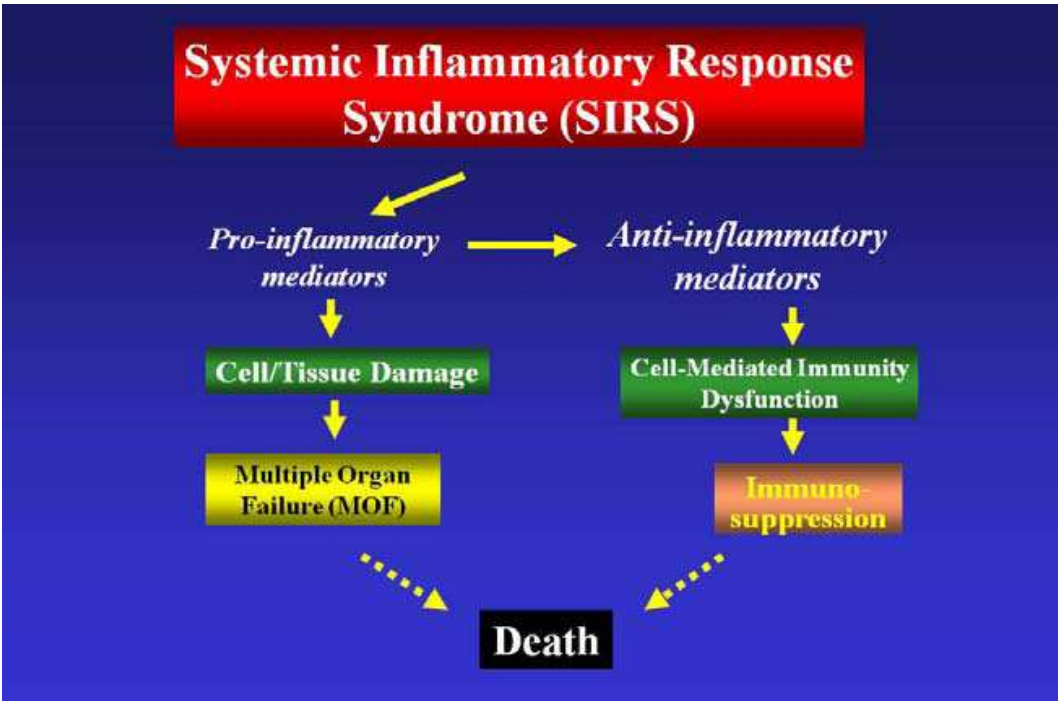 Systemic Inflammatory Response
Syndrome (SIRS)
Pro-inflammatory
mediators
Anti-inflammatory
mediators
Cell/Tissue Damage
Cell-Mediated Immunity
Dysfunction
Multiple Organ
Failure (MOF)
Immuno-
suppression
Death